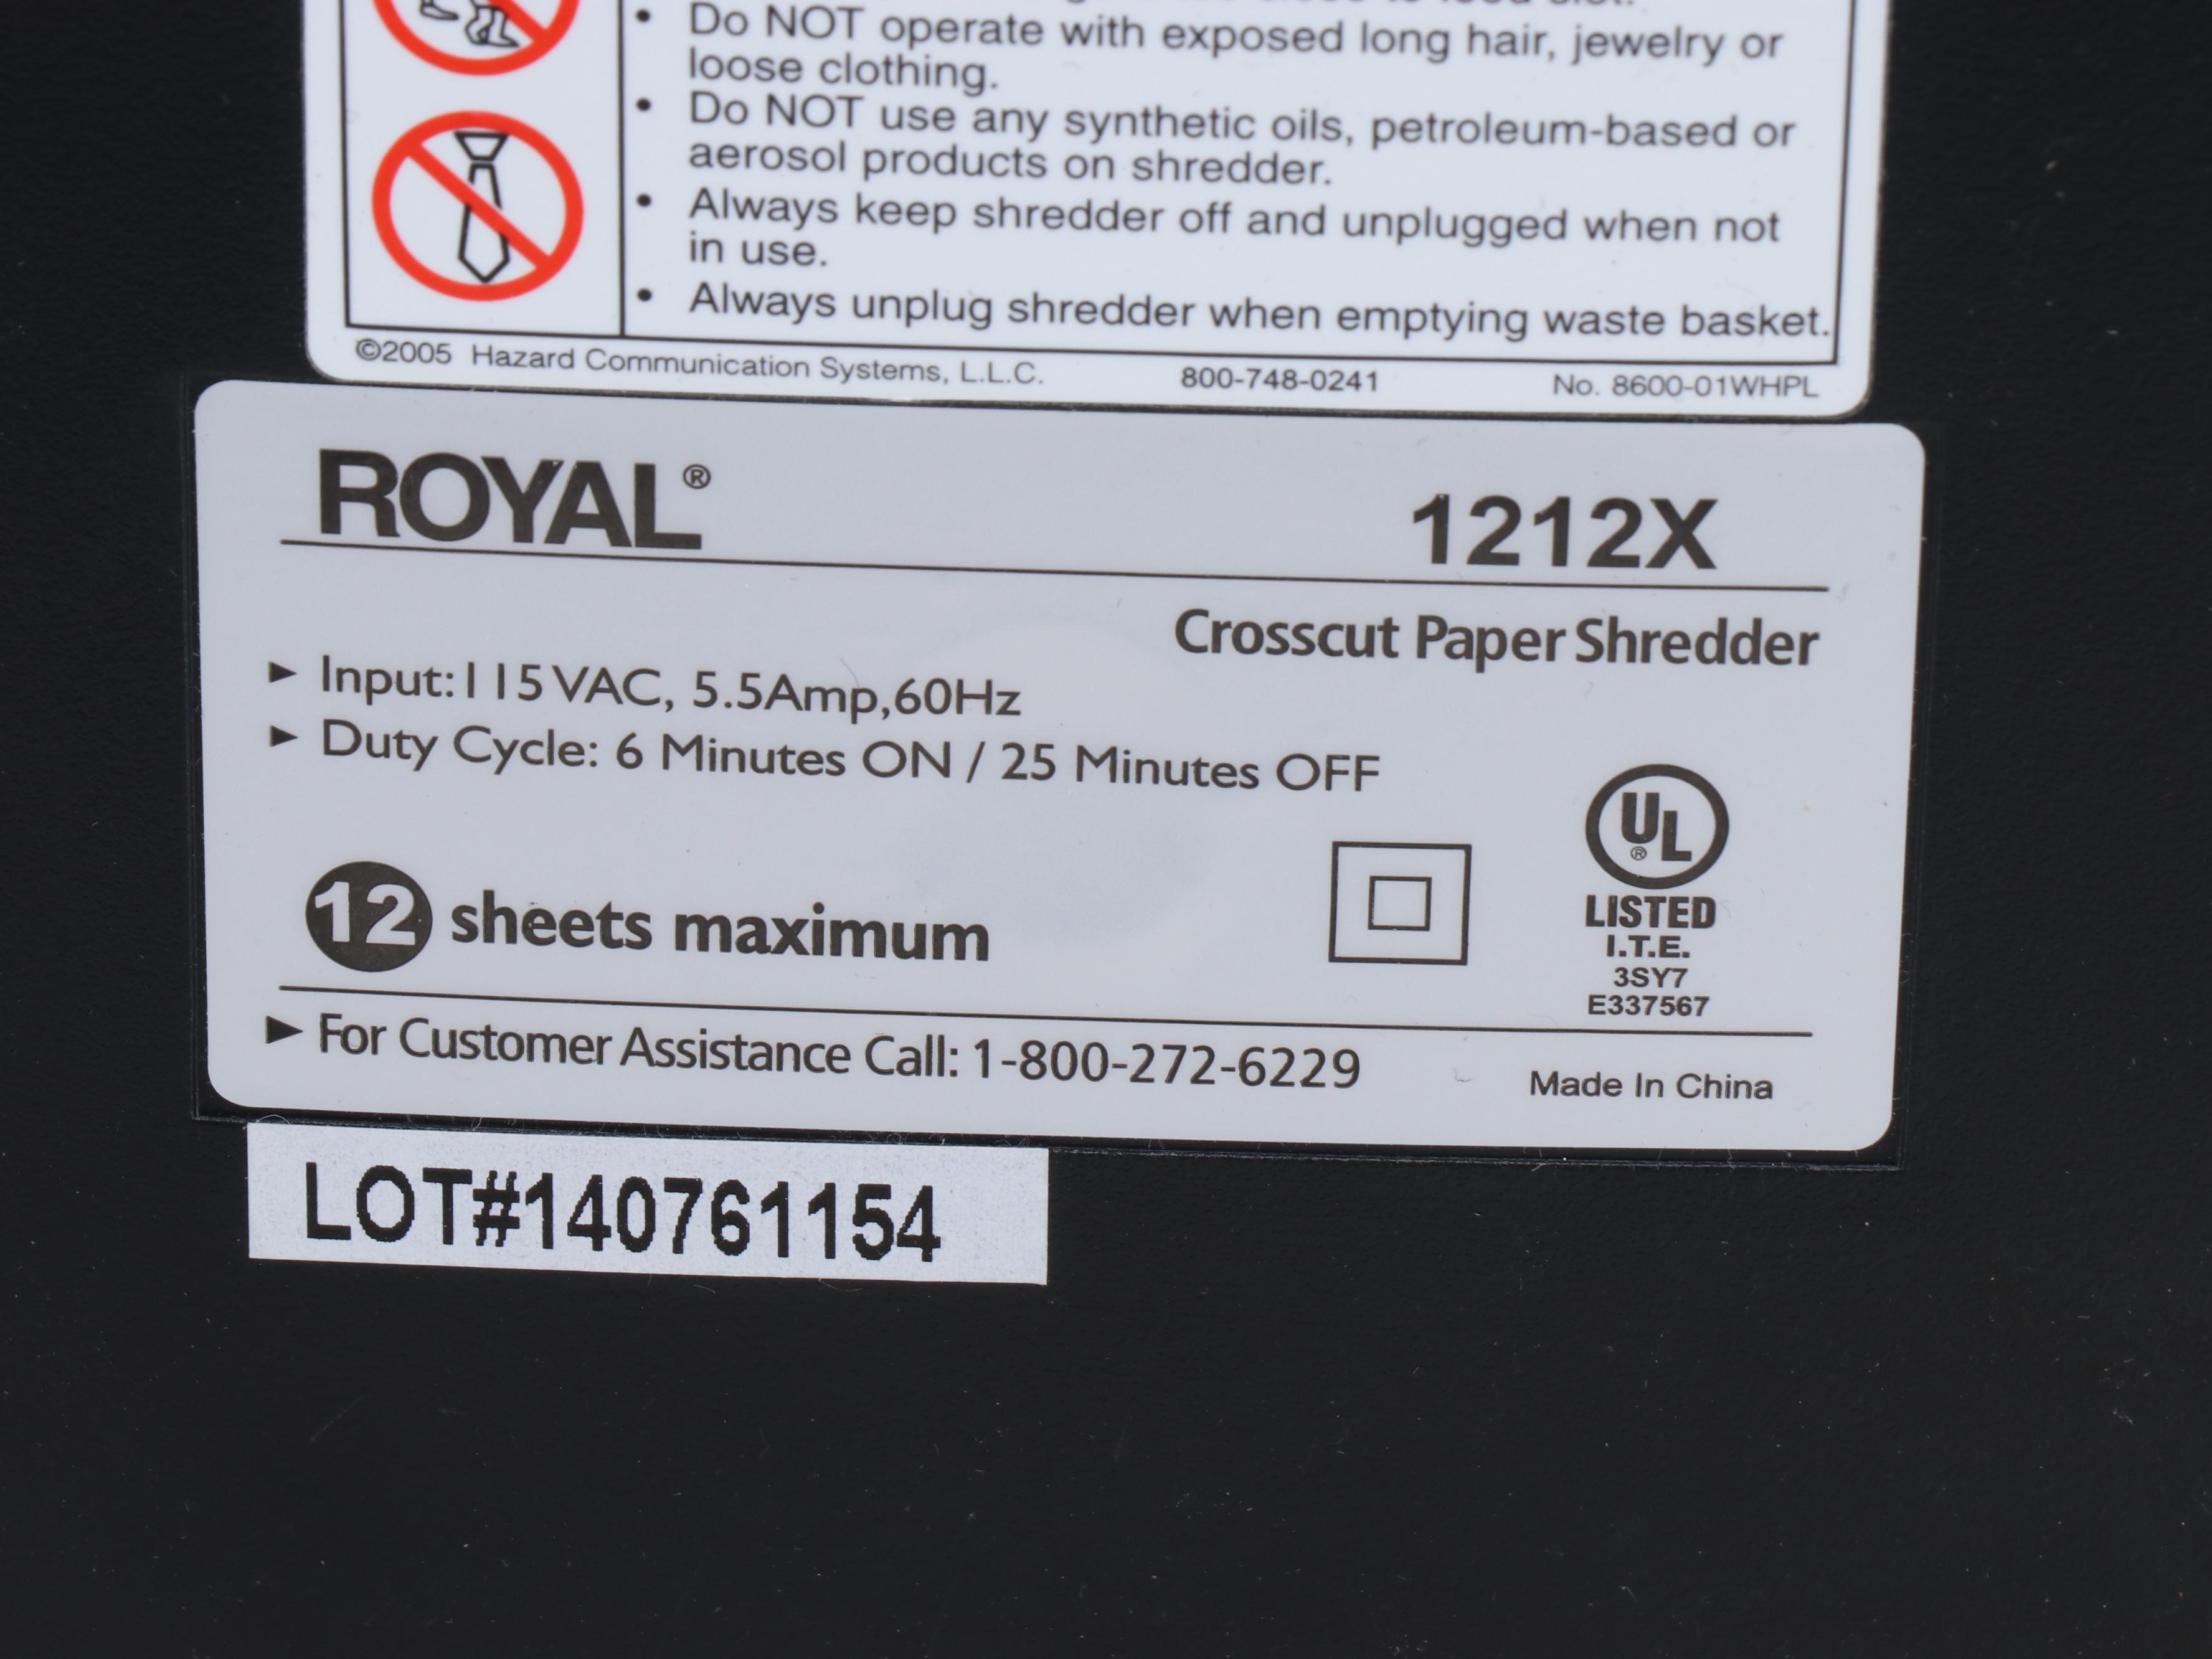 • Do NOT operate with exposed long hair, jewelry or
loose clothing.
• Do NOT use any synthetic oils, petroleum-based or
aerosol products on shredder.
• Always keep shredder off and unplugged when not
in use.
• Always unplug shredder when emptying waste basket.
©2005 Hazard Communication Systems, L.L.C. 800-748-0241 No. 8600-01WHPL
ROYAL® 1212X
Crosscut Paper Shredder
► Input:115VAC, 5.5Amp,60Hz
► Duty Cycle: 6 Minutes ON / 25 Minutes OFF
12 sheets maximum
UL®
LISTED
I.T.E.
3SY7
E337567
► For Customer Assistance Call: 1-800-272-6229
Made In China
LOT#140761154